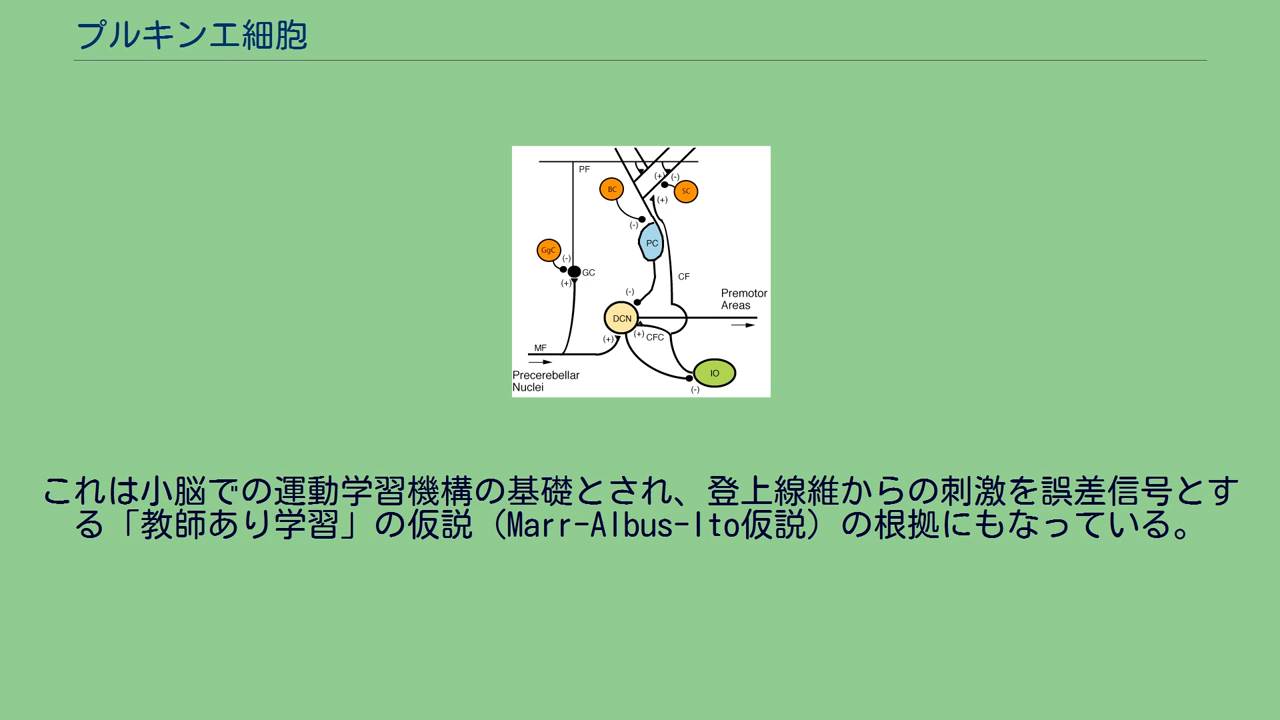 プルキンエ細胞
PF
(+)
(-)
BC
SC
(+)
(-)
PC
GgC
(-)
GC
CF
(+)
(-)
Premotor
Areas
DCN
(+)
(+)
CFC
MF
IO
Precerebellar
Nuclei
(-)
これは小脳での運動学習機構の基礎とされ、登上線維からの刺激を誤差信号とす
る「教師あり学習」の仮説（Marr-Albus-Ito仮説）の根拠にもなっている。